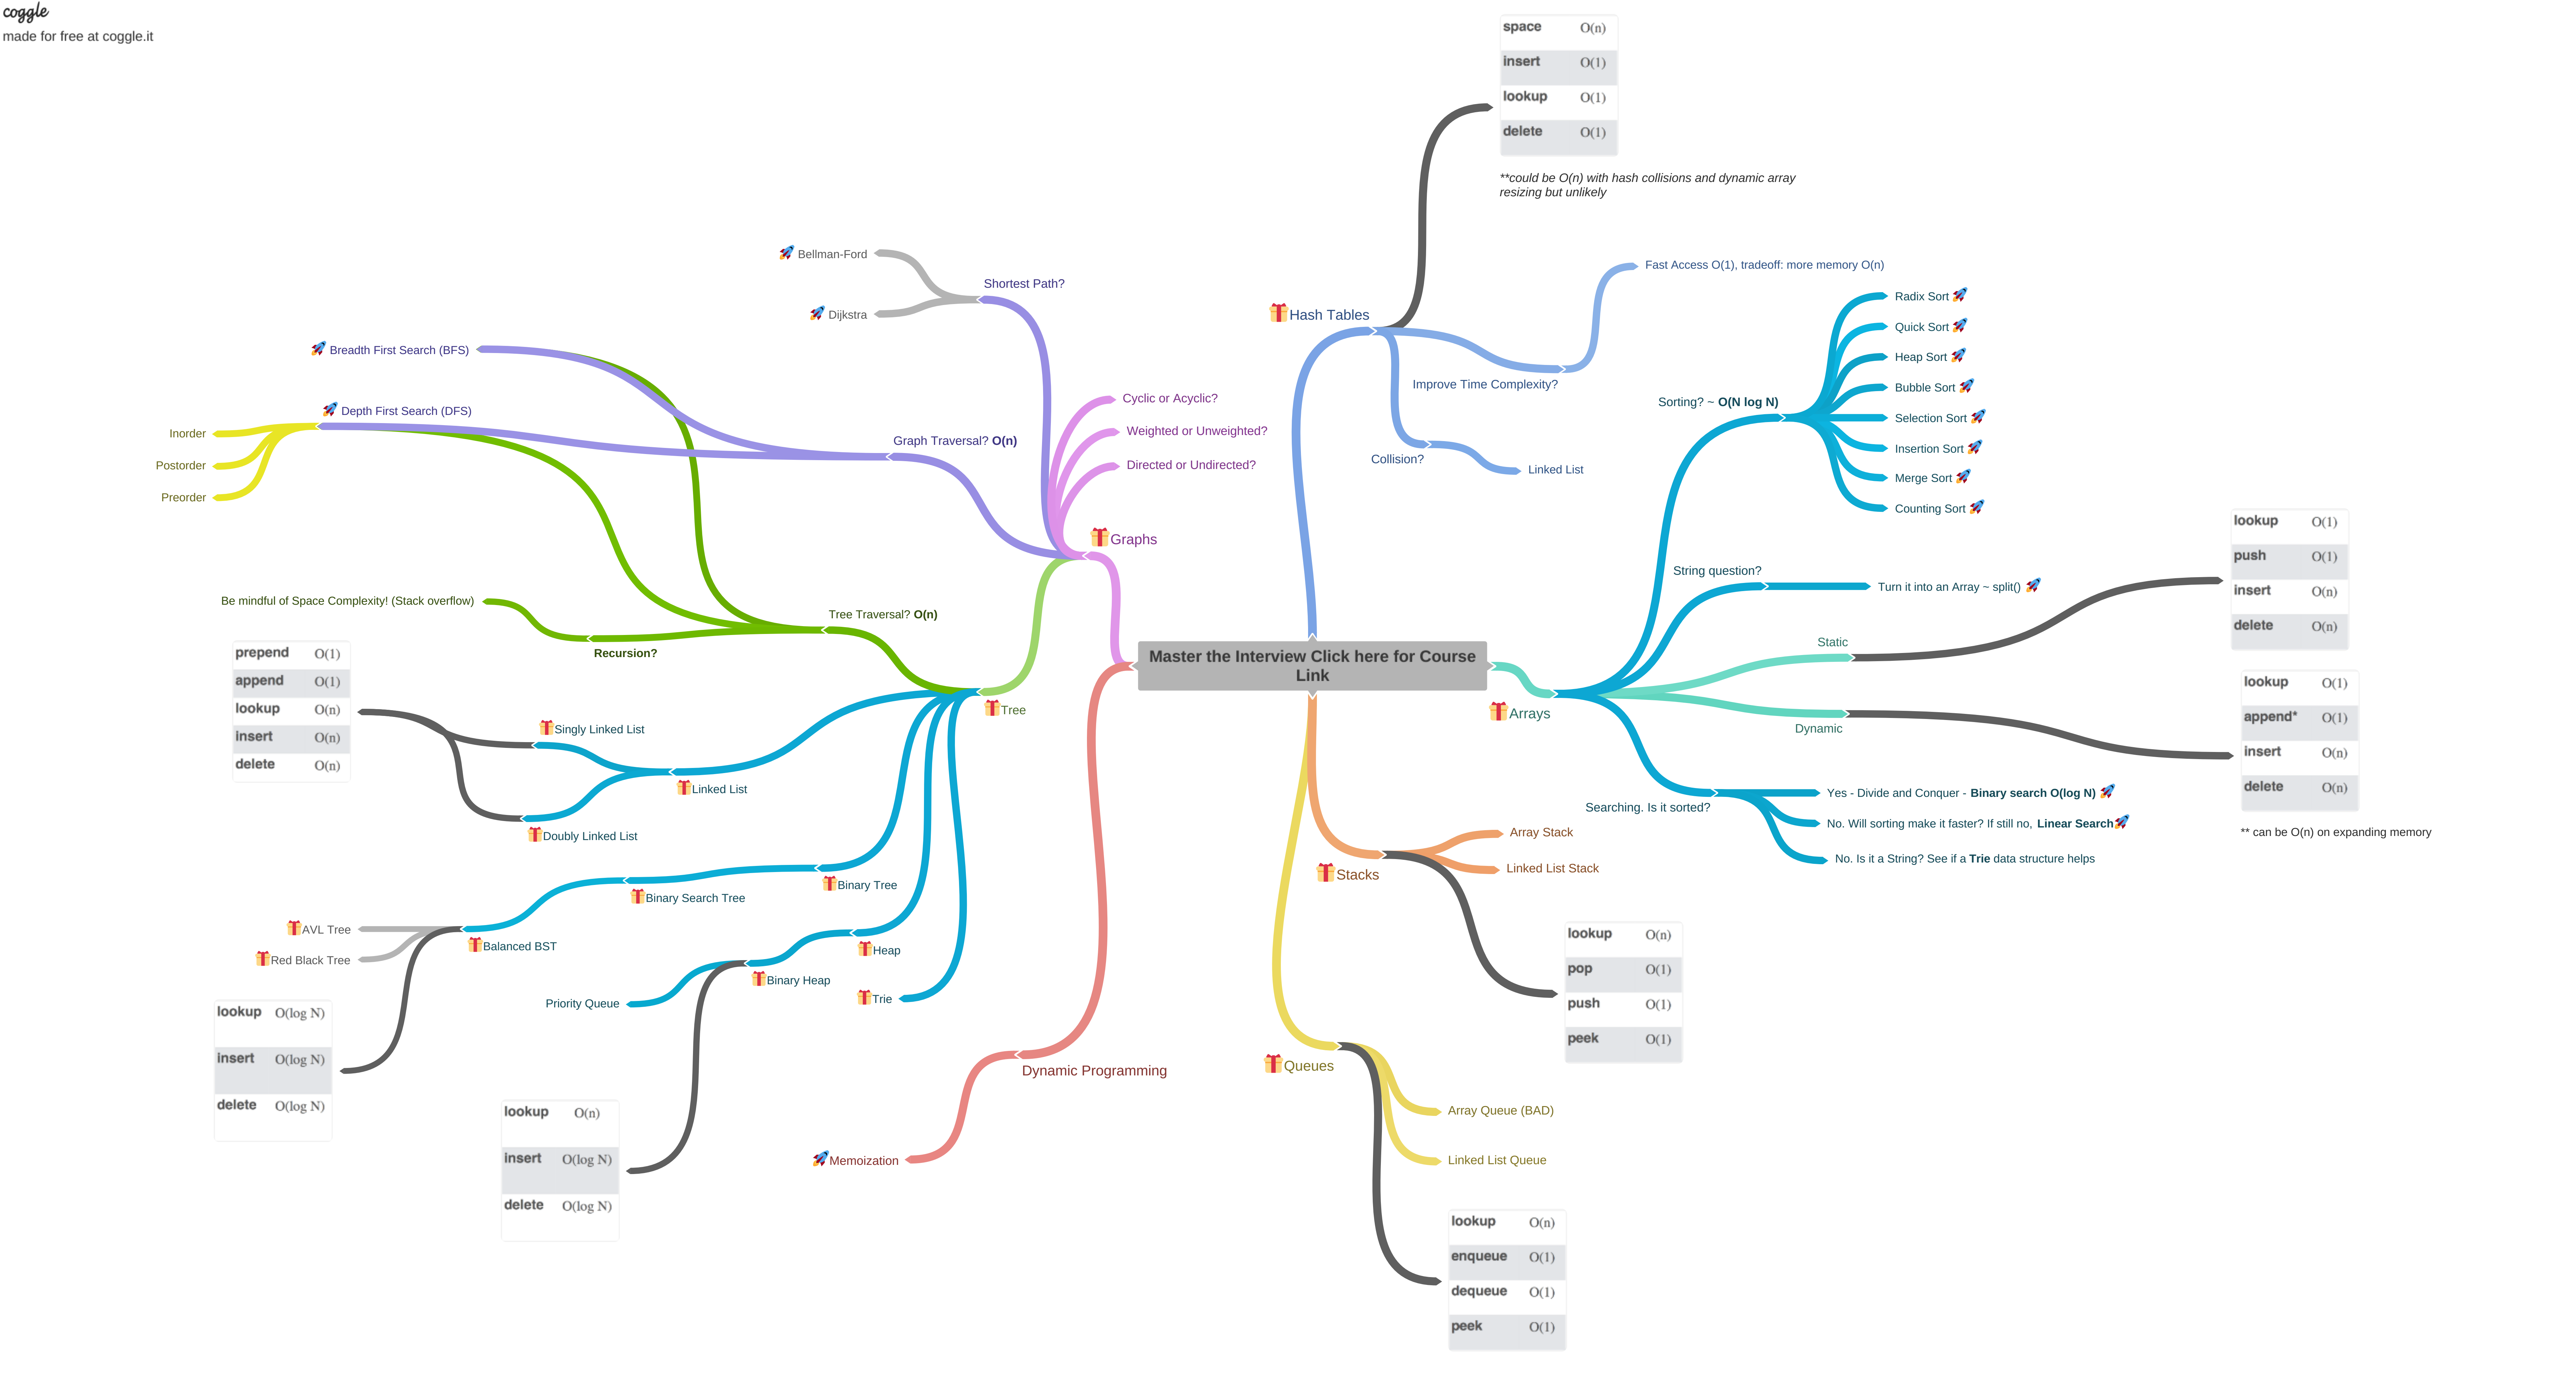 coggle
made for free at coggle.it
space O(n)
insert O(1)
lookup O(1)
delete O(1)
**could be O(n) with hash collisions and dynamic array
resizing but unlikely
Hash Tables
Fast Access O(1), tradeoff: more memory O(n)
Improve Time Complexity?
Collision?
Linked List
Bellman-Ford
Shortest Path?
Dijkstra
Breadth First Search (BFS)
Depth First Search (DFS)
Inorder
Postorder
Preorder
Graph Traversal? O(n)
Cyclic or Acyclic?
Weighted or Unweighted?
Directed or Undirected?
Graphs
Radix Sort
Quick Sort
Heap Sort
Bubble Sort
Sorting? ~ O(N log N)
Selection Sort
Insertion Sort
Merge Sort
Counting Sort
String question?
Turn it into an Array ~ split()
Static
lookup O(1)
push O(1)
insert O(n)
delete O(n)
Dynamic
lookup O(1)
append* O(1)
insert O(n)
delete O(n)
** can be O(n) on expanding memory
Master the Interview Click here for Course
Link
Arrays
Searching. Is it sorted?
Yes - Divide and Conquer - Binary search O(log N)
No. Will sorting make it faster? If still no, Linear Search
No. Is it a String? See if a Trie data structure helps
Be mindful of Space Complexity! (Stack overflow)
Tree Traversal? O(n)
Recursion?
Tree
prepend O(1)
append O(1)
lookup O(n)
insert O(n)
delete O(n)
Singly Linked List
Linked List
Doubly Linked List
Binary Tree
Binary Search Tree
Balanced BST
AVL Tree
Red Black Tree
lookup O(log N)
insert O(log N)
delete O(log N)
Heap
Binary Heap
Priority Queue
Trie
lookup O(n)
insert O(log N)
delete O(log N)
Dynamic Programming
Memoization
Array Stack
Linked List Stack
Stacks
lookup O(n)
pop O(1)
push O(1)
peek O(1)
Queues
Array Queue (BAD)
Linked List Queue
lookup O(n)
enqueue O(1)
dequeue O(1)
peek O(1)